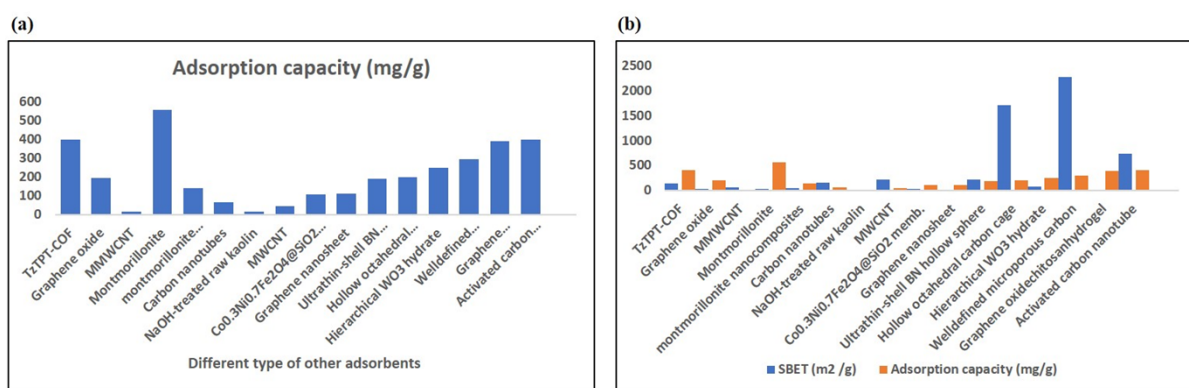 (a)
Adsorption capacity (mg/g)
600
500
400
300
200
100
0
TzTPT-COF
Graphene oxide
MMWCNT
Montmorillonite
montmorillonite...
Carbon nanotubes
NaOH-treated raw kaolin
MWCNT
Co0.3Ni0.7Fe2O4@SiO2...
Graphene nanosheet
Ultrathin-shell BN...
Hollow octahedral...
Hierarchical WO3 hydrate
Welldefined...
Graphene...
Activated carbon...
Different type of other adsorbents
(b)
2500
2000
1500
1000
500
0
TzTPT-COF
Graphene oxide
MMWCNT
Montmorillonite
montmorillonite nanocomposites
Carbon nanotubes
NaOH-treated raw kaolin
MWCNT
Co0.3Ni0.7Fe2O4@SiO2 memb.
Graphene nanosheet
Ultrathin-shell BN hollow sphere
Hollow octahedral carbon cage
Hierarchical WO3 hydrate
Welldefined microporous carbon
Graphene oxidechitosanhydrogel
Activated carbon nanotube
SBET (m2 /g)
Adsorption capacity (mg/g)